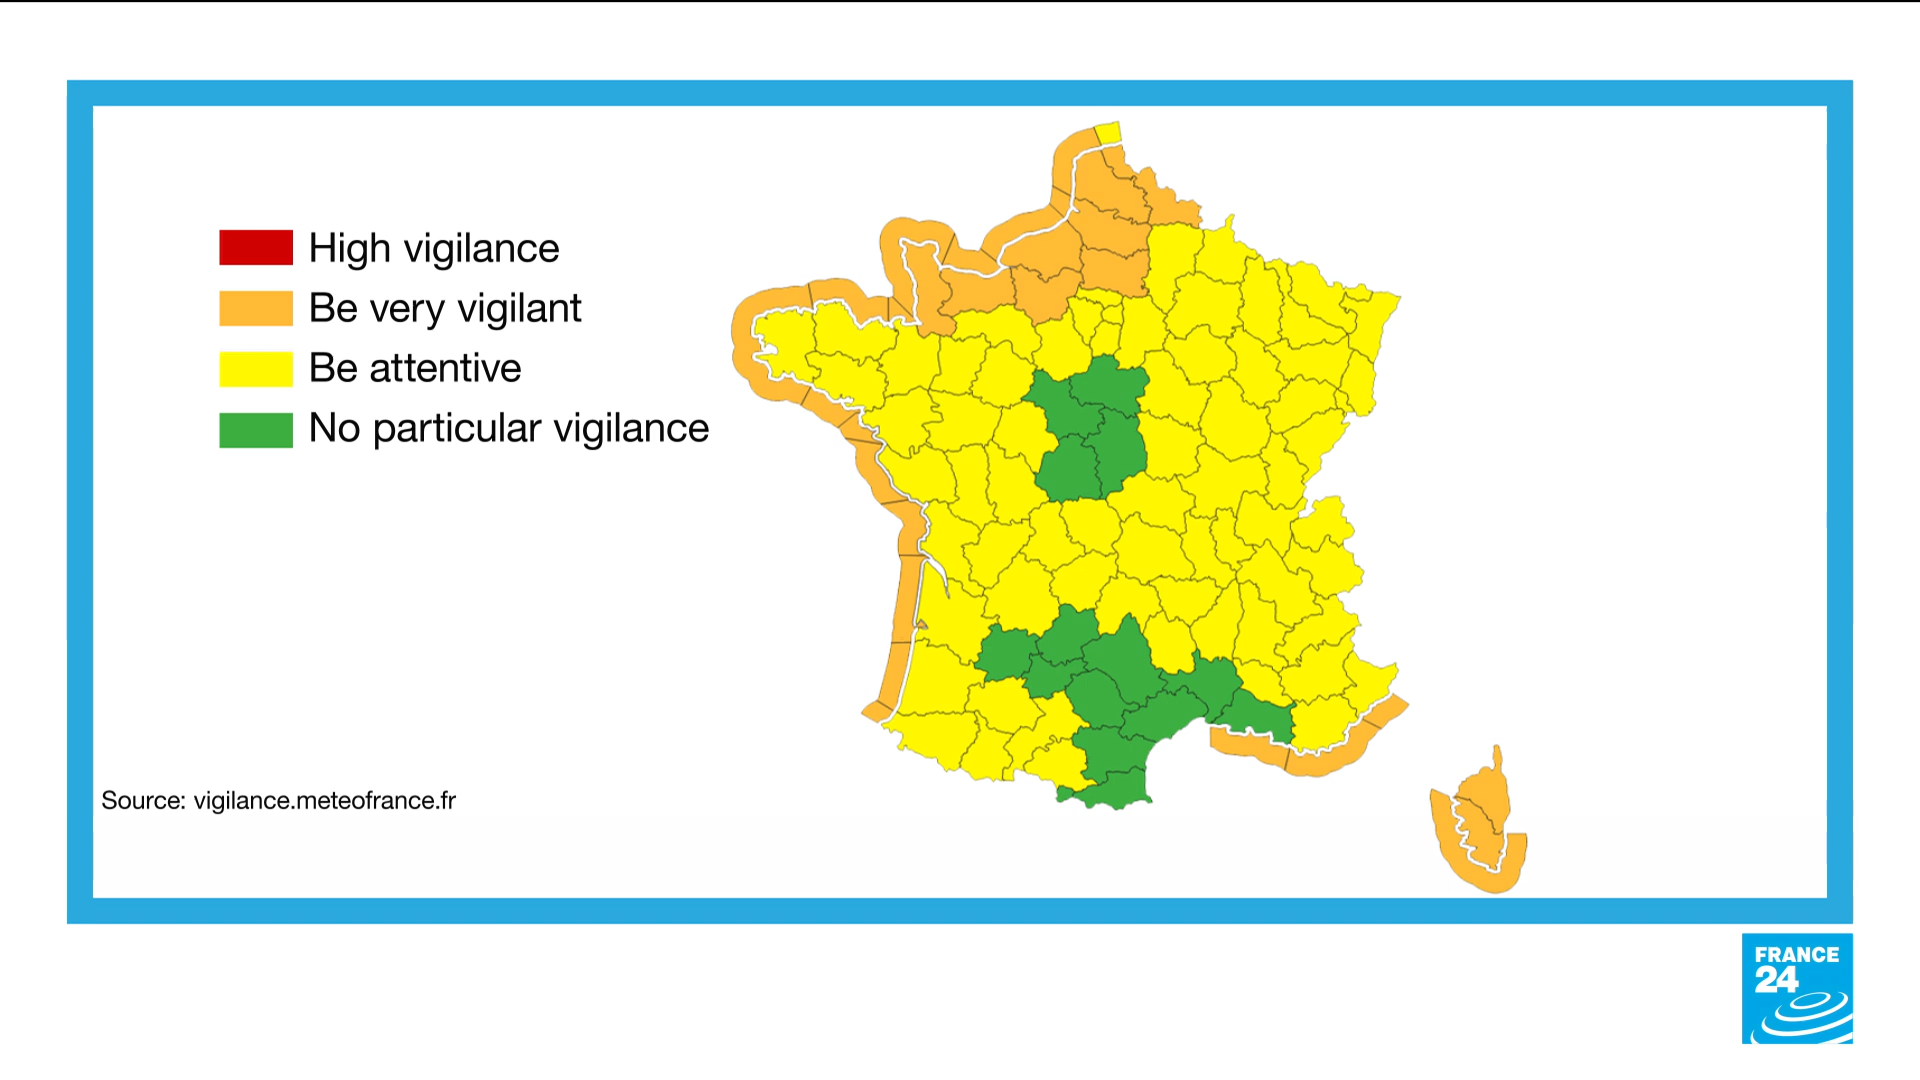 High vigilance
Be very vigilant
Be attentive
No particular vigilance
Source: vigilance.meteofrance.fr
FRANCE
24